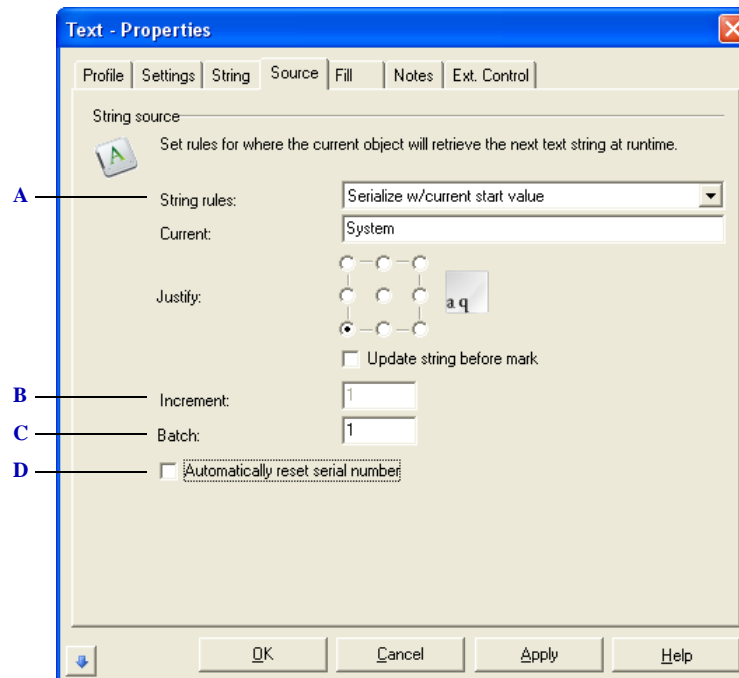 Text - Properties
Profile Settings String Source Fill Notes Ext. Control
String source
A
Set rules for where the current object will retrieve the next text string at runtime.
A String rules: Serialize w/current start value
Current: System
Justify: a q
Update string before mark
B Increment: 1
C Batch: 1
D Automatically reset serial number
OK Cancel Apply Help